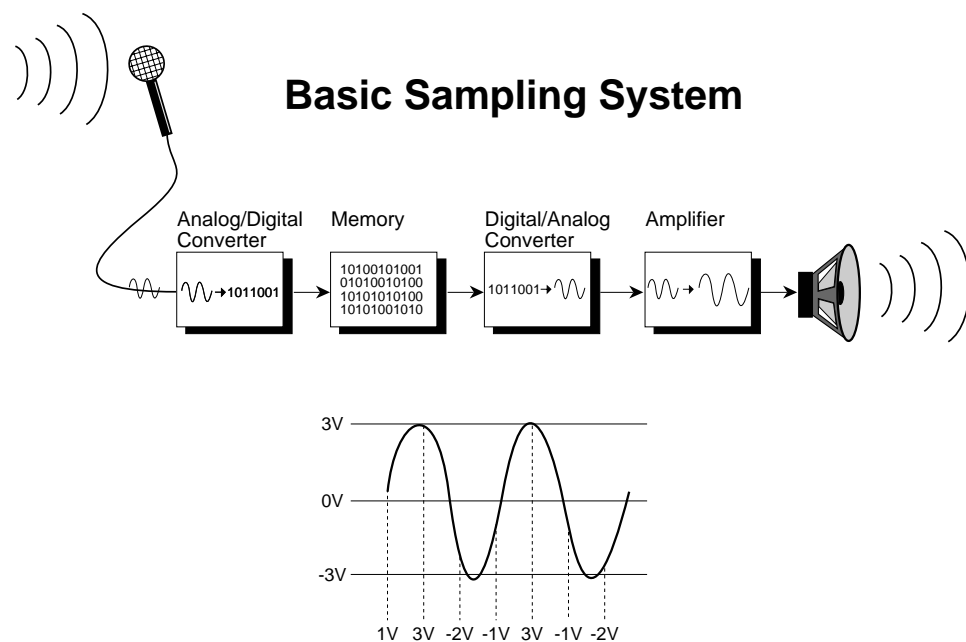 Basic Sampling System
Analog/Digital
Converter
Memory
Digital/Analog
Converter
Amplifier
1011001
10100101001
01010010100
10101010100
10101001010
1011001
3V
0V
-3V
1V 3V -2V -1V 3V -1V -2V